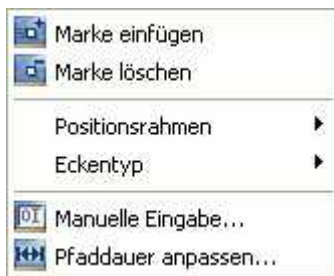 Marke einfügen
Marke löschen
Positionsrahmen
Eckentyp
Manuelle Eingabe...
Pfaddauer anpassen...